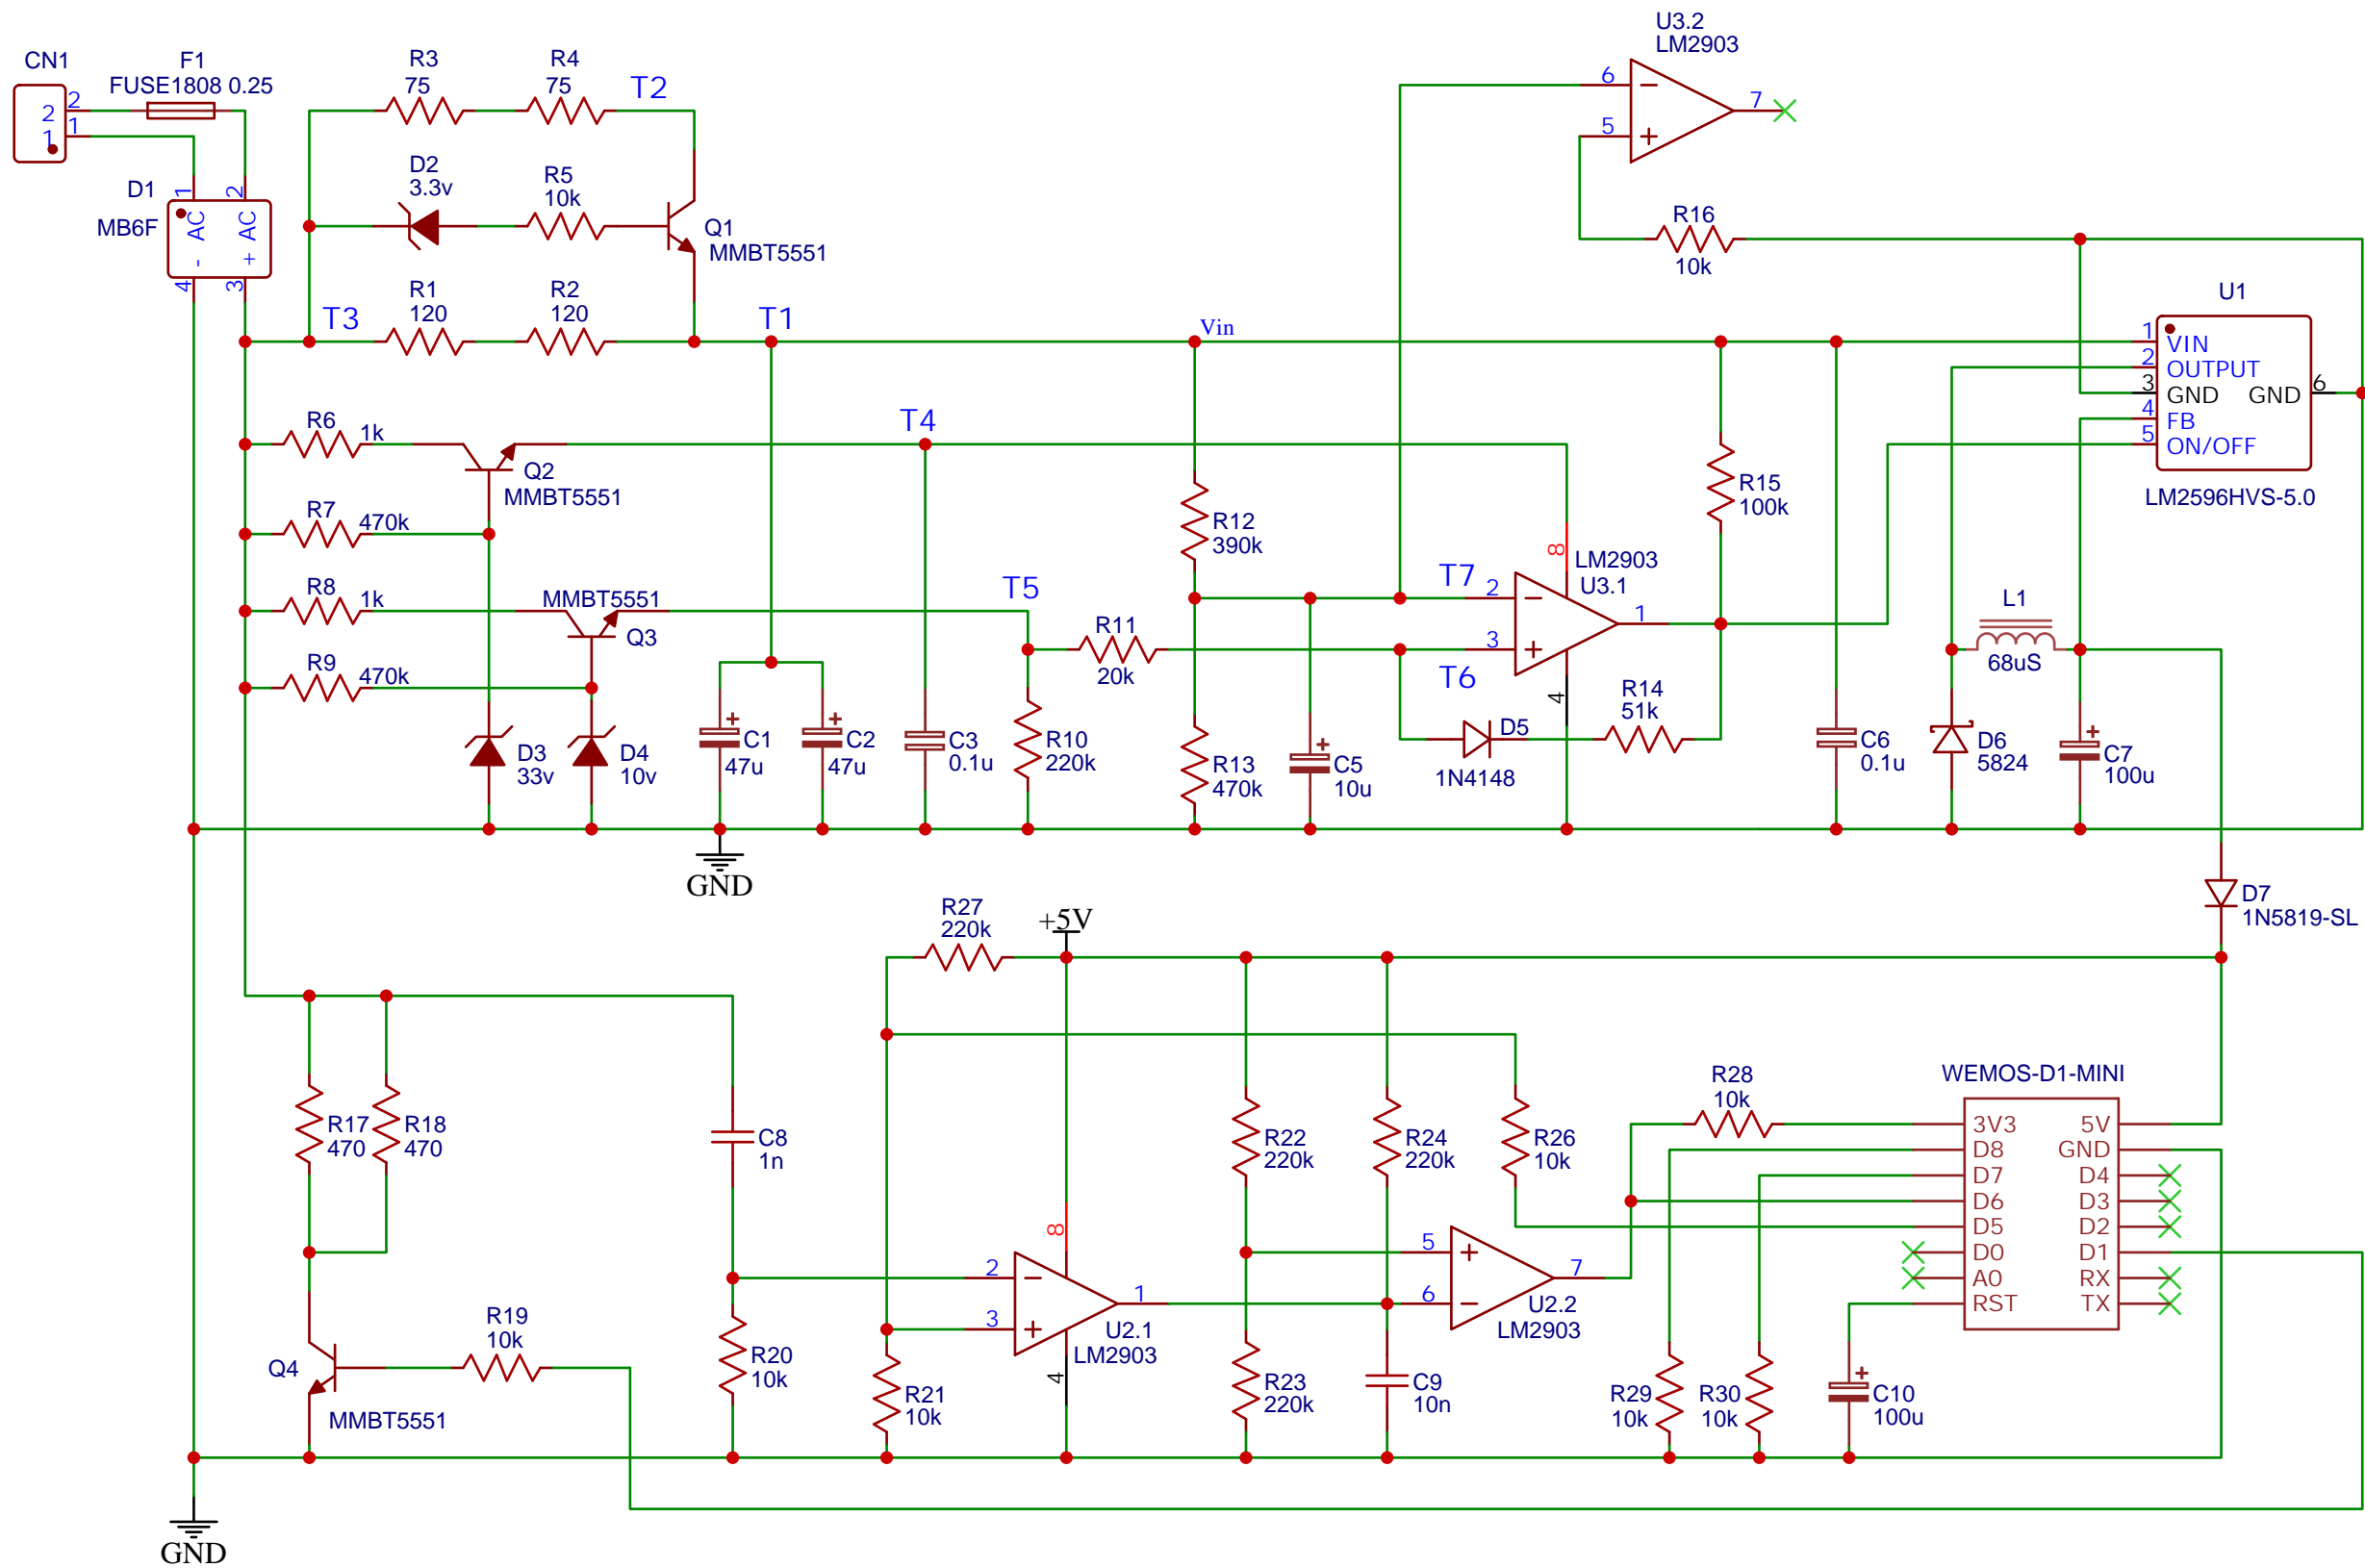 CN1
2
1
2
1
F1
FUSE1808 0.25
D1
MB6F
1
2
AC
AC
-
+
4
3
R3
75
R4
75
T2
D2
3.3v
R5
10k
Q1
MMBT5551
T3
R1
120
R2
120
T1
Vin
U3.2
LM2903
6
5
7
R16
10k
U1
1
2
3
4
5
VIN
OUTPUT
GND
FB
ON/OFF
GND
6
LM2596HVS-5.0
R6
1k
Q2
MMBT5551
T4
R7
470k
R8
1k
MMBT5551
Q3
T5
R9
470k
D3
33v
D4
10v
C1
47u
C2
47u
C3
0.1u
R10
220k
R11
20k
R12
390k
R13
470k
C5
10u
T7
2
T6
3
8
LM2903
U3.1
1
4
D5
1N4148
R14
51k
R15
100k
C6
0.1u
L1
68uS
D6
5824
C7
100u
GND
D7
1N5819-SL
R27
220k
+5V
R17
470
R18
470
C8
1n
R19
10k
Q4
MMBT5551
R20
10k
R21
10k
2
3
8
1
4
U2.1
LM2903
R22
220k
R23
220k
R24
220k
C9
10n
R26
10k
5
6
7
U2.2
LM2903
R28
10k
R29
10k
R30
10k
C10
100u
WEMOS-D1-MINI
3V3 5V
D8 GND
D7 D4
D6 D3
D5 D2
D0 D1
A0 RX
RST TX
GND